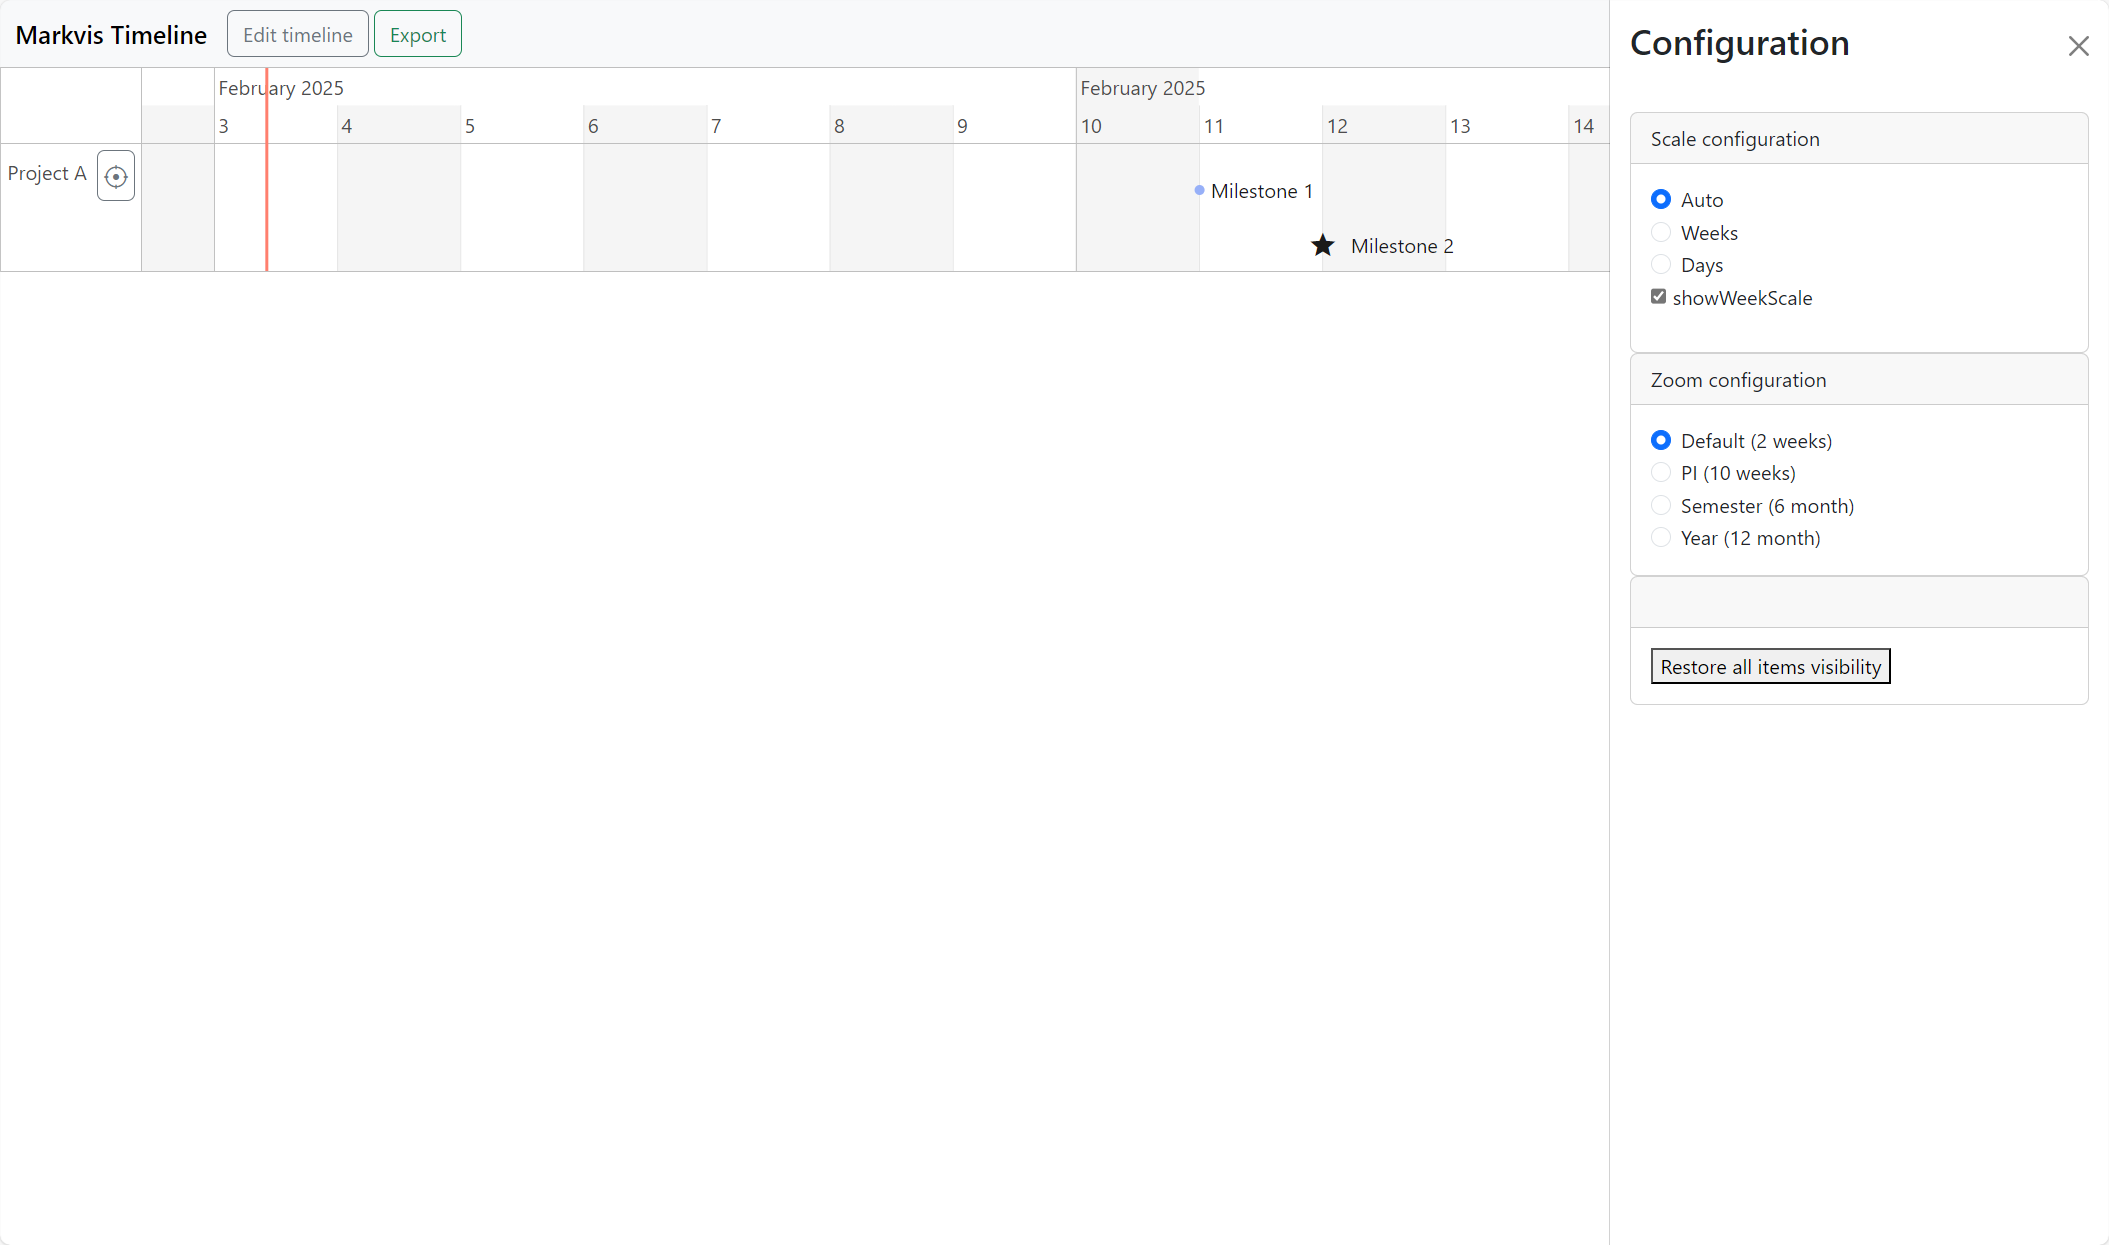 Markvis Timeline
Edit timeline
Export
Configuration
February 2025
February 2025
3
4
5
6
7
8
9
10
11
12
13
14
Project A
Milestone 1
Milestone 2
Scale configuration
Auto
Weeks
Days
showWeekScale
Zoom configuration
Default (2 weeks)
PI (10 weeks)
Semester (6 month)
Year (12 month)
Restore all items visibility